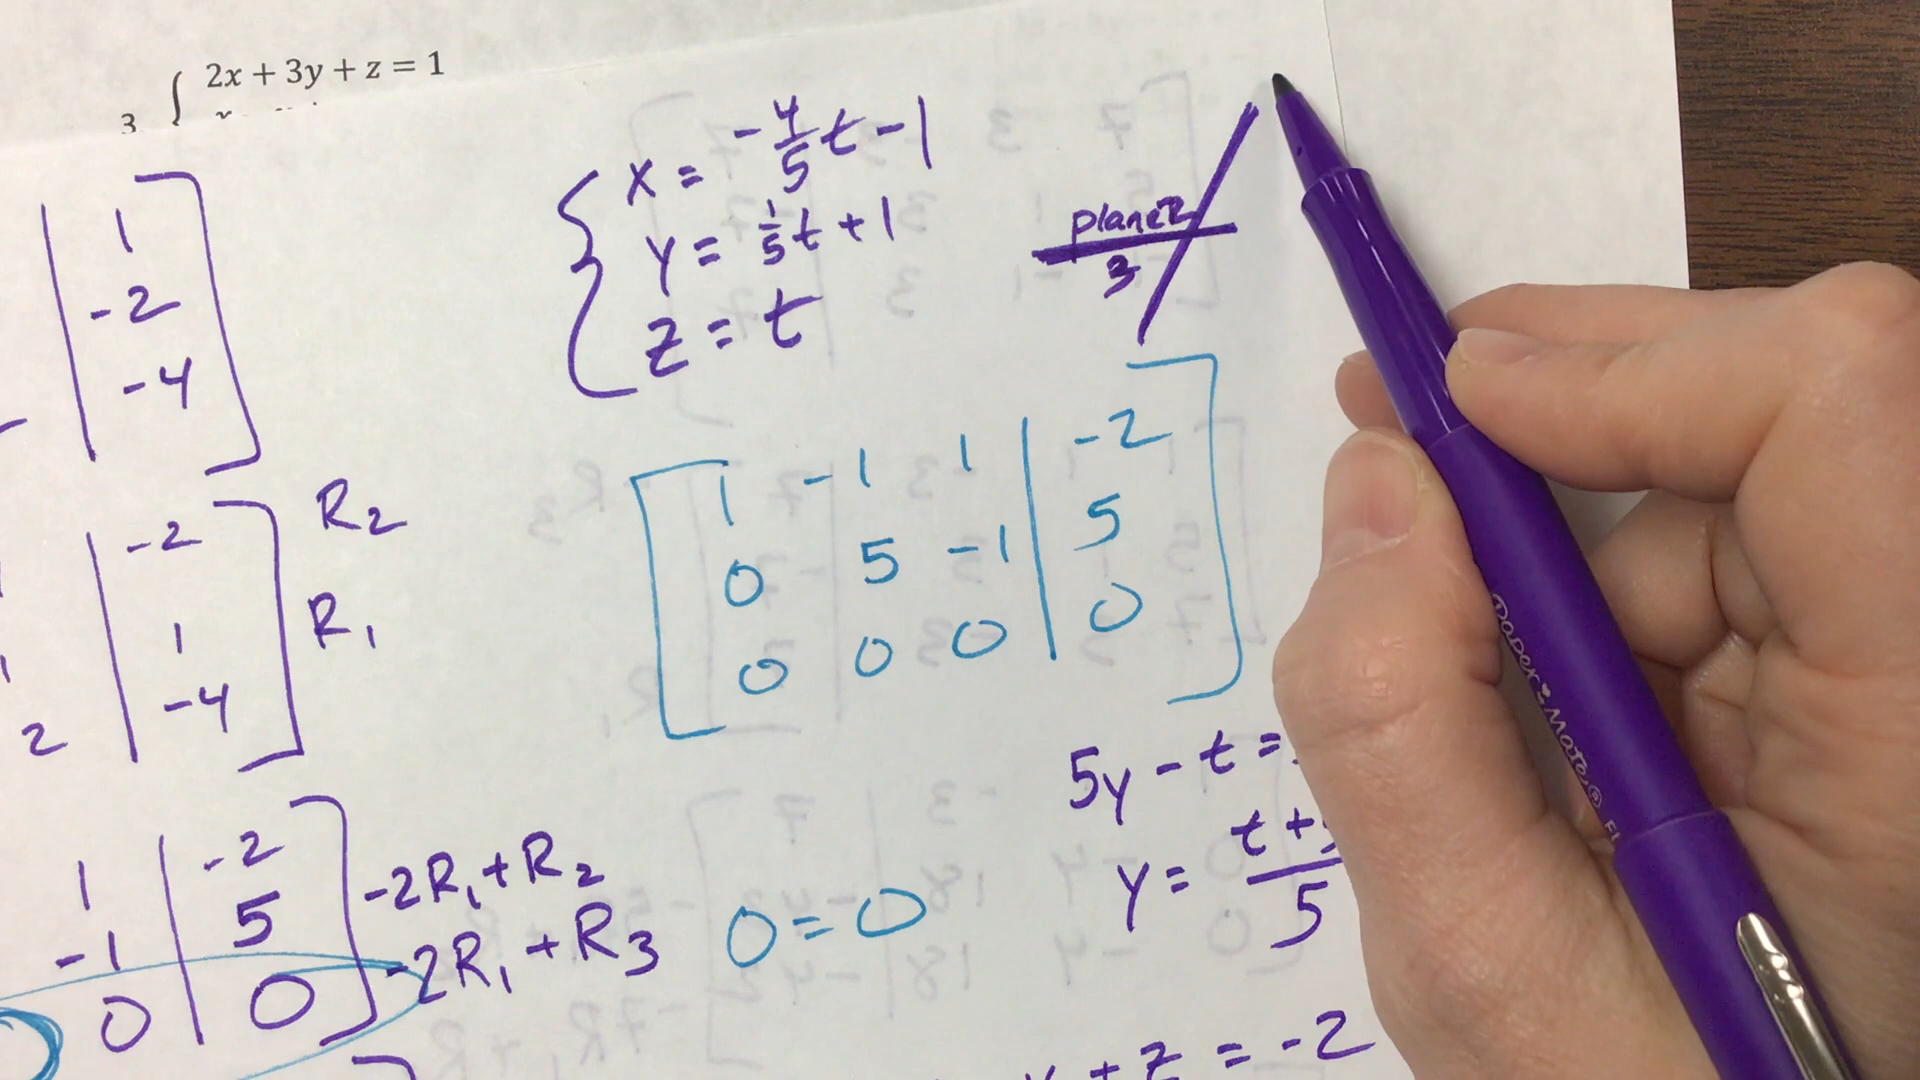 2x + 3y + z = 1
3
1
-2
-4
x = -4/5 t - 1
y = 1/5 t + 1
z = t
plane 2
3
-2 R2
1 R1
2 -4
1 -1 1 -2
0 5 -1 5
0 0 0 0
1 -2
-1 5 -2R1 + R2
0 0 -2R1 + R3
0 = 0
5y - t =
y = t + / 5
+ z = -2
Paper Mate®